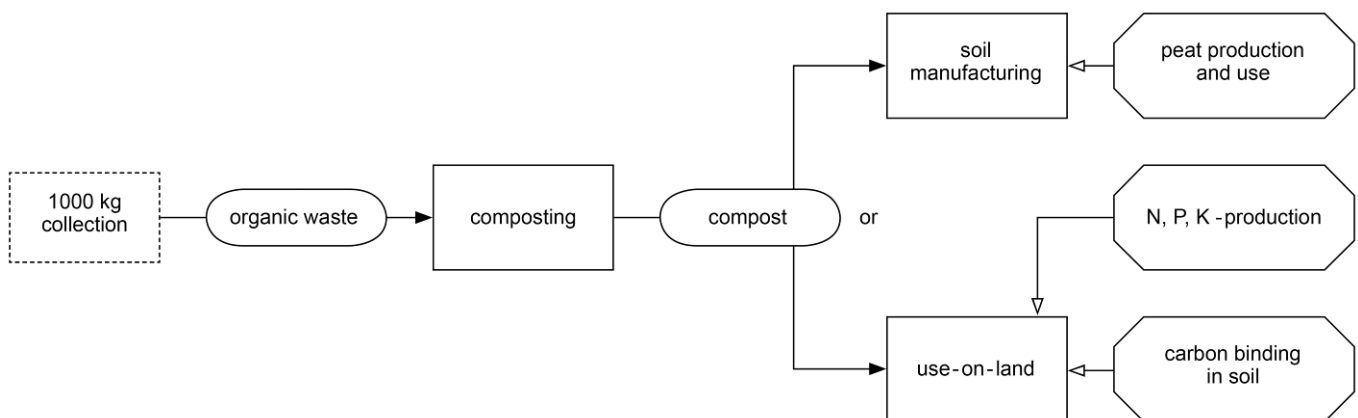 soil
manufacturing
peat production
and use
1000 kg
collection
organic waste
composting
compost
or
N, P, K -production
use-on-land
carbon binding
in soil